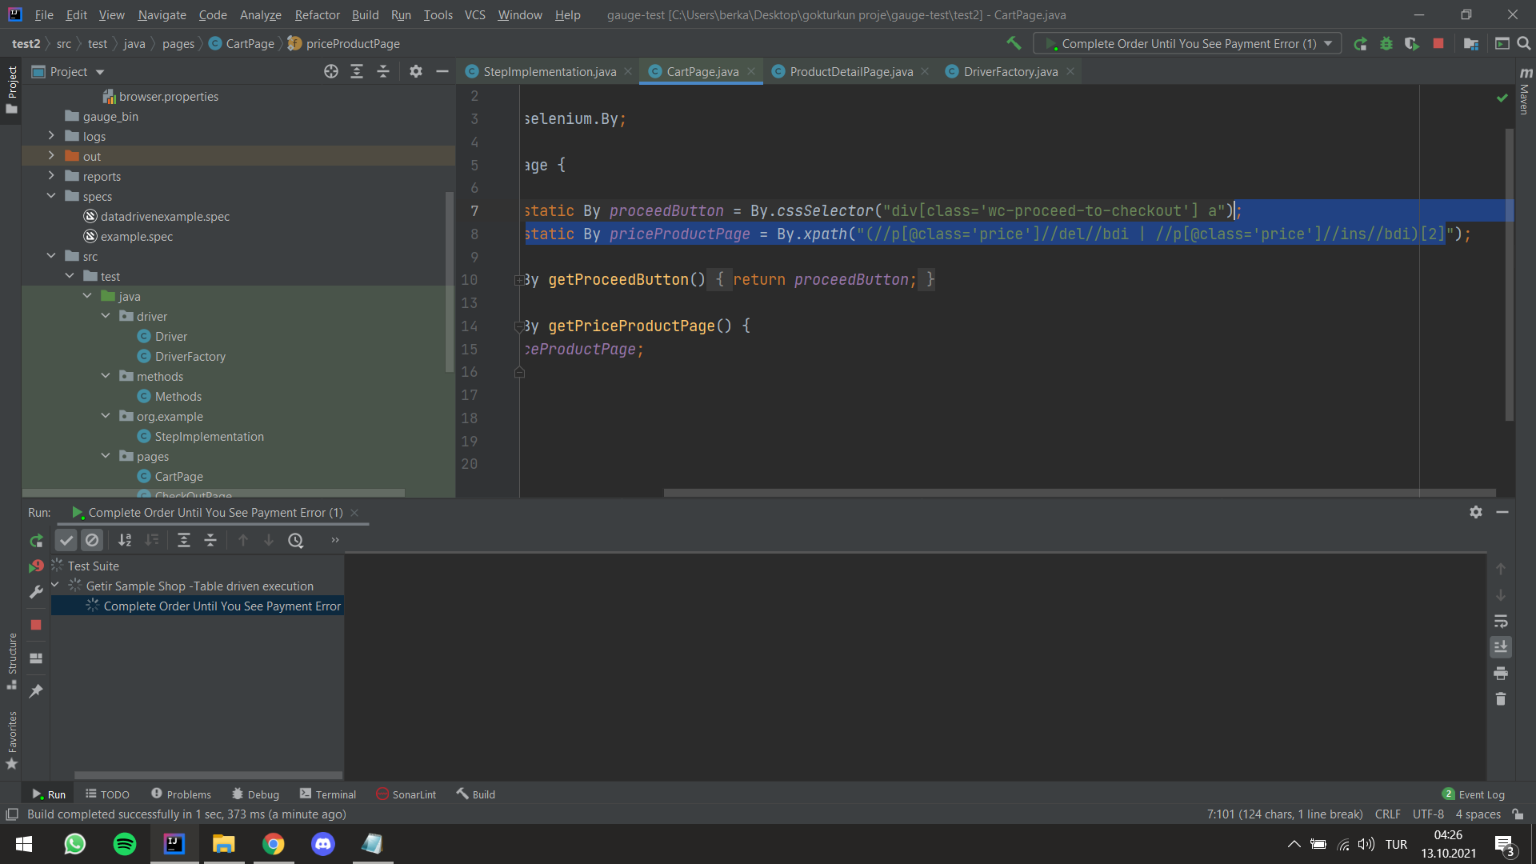 File Edit View Navigate Code Analyze Refactor Build Run Tools VCS Window Help gauge-test [C:\Users\berka\Desktop\gokturkun proje\gauge-test\test2] - CartPage.java
test2 src test java pages CartPage priceProductPage Complete Order Until You See Payment Error (1)
Project StepImplementation.java CartPage.java ProductDetailPage.java DriverFactory.java
Project
Maven
browser.properties
gauge_bin
logs
out
reports
specs
datadrivenexample.spec
example.spec
src
test
java
driver
Driver
DriverFactory
methods
Methods
org.example
StepImplementation
pages
CartPage
CheckOutPage
2
3 selenium.By;
4
5 age {
6
7 static By proceedButton = By.cssSelector("div[class='wc-proceed-to-checkout'] a");
8 static By priceProductPage = By.xpath("(//p[@class='price']//del//bdi | //p[@class='price']//ins//bdi)[2]");
9
10 By getProceedButton() { return proceedButton; }
13
14 By getPriceProductPage() {
15 ceProductPage;
16
17
18
19
20
Run: Complete Order Until You See Payment Error (1)
Test Suite
Getir Sample Shop -Table driven execution
Complete Order Until You See Payment Error
Structure
Favorites
Run TODO Problems Debug Terminal SonarLint Build 2 Event Log
Build completed successfully in 1 sec, 373 ms (a minute ago) 7:101 (124 chars, 1 line break) CRLF UTF-8 4 spaces
TUR 04:26
13.10.2021 3